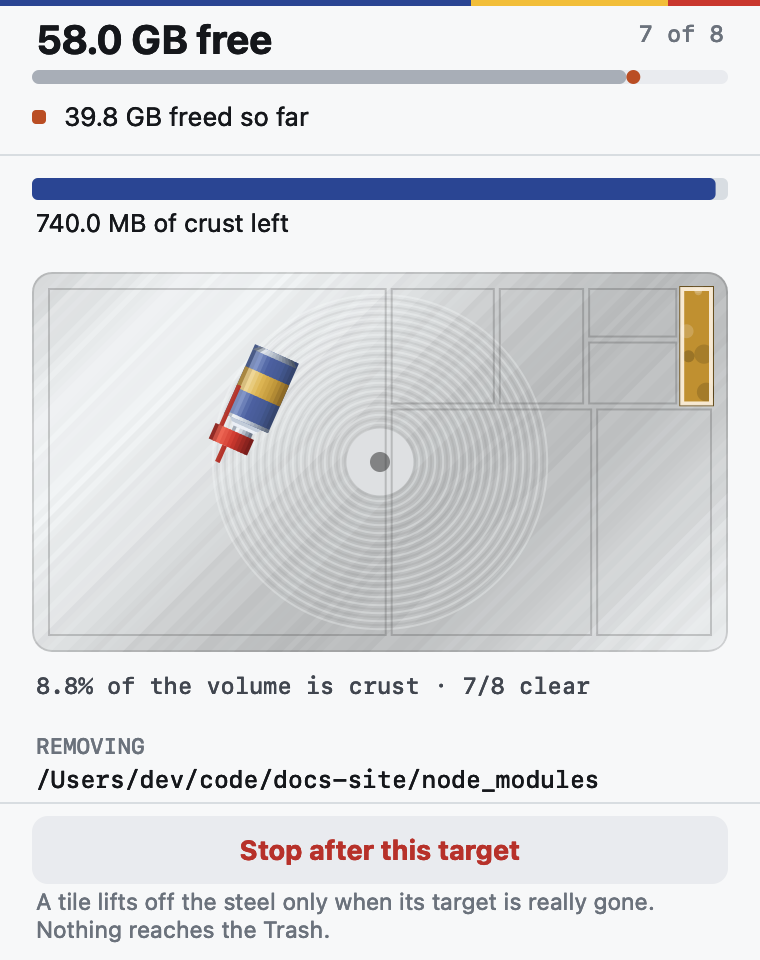 58.0 GB free
7 of 8
39.8 GB freed so far
740.0 MB of crust left
8.8% of the volume is crust · 7/8 clear
REMOVING
/Users/dev/code/docs-site/node_modules
Stop after this target
A tile lifts off the steel only when its target is really gone.
Nothing reaches the Trash.